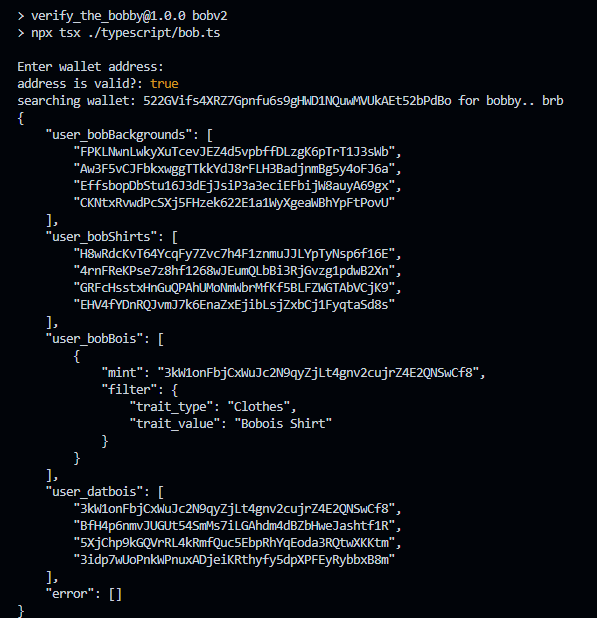 > verify_the_bobby@1.0.0 bobv2
> npx tsx ./typescript/bob.ts
Enter wallet address:
address is valid?: true
searching wallet: 522GVifs4XRZ7Gpnfu6s9gHWD1NQuwMVUkAEt52bPdBo for bobby.. brb
{
"user_bobBackgrounds": [
"FPKLNwnLwkyXuTcevJEZ4d5vpbffDLzgK6pTrT1J3sWb",
"Aw3F5vCJFbkxwggTTkkYdJ8rFLH3BadjnmBg5y4oFJ6a",
"EffsbopDbStu16J3dEjJsiP3a3eciEFbijW8auyA69gx",
"CKNtxRvwdPcSXj5FHzek622E1a1WyXgeaWBhYpFtPovU"
],
"user_bobShirts": [
"H8wRdcKvT64YcqFy7Zvc7h4F1znmuJJLYpTyNsp6f16E",
"4rnFReKPse7z8hf1268wJEumQLbBi3RjGvzg1pdwB2Xn",
"GRFcHsstxHnGuQPAhUMoNmWbrMfKf5BLFZWGTAbVCjK9",
"EHV4fYDnRQJvmJ7k6EnaZxEjibLsjZxbCj1FyqtaSd8s"
],
"user_bobBois": [
{
"mint": "3kW1onFbjCxWuJc2N9qyZjLt4gnv2cujrZ4E2QNSwCf8",
"filter": {
"trait_type": "Clothes",
"trait_value": "Bobois Shirt"
}
}
],
"user_datbois": [
"3kW1onFbjCxWuJc2N9qyZjLt4gnv2cujrZ4E2QNSwCf8",
"BfH4p6nmvJUGUt54SmMs7iLGAhdm4dBZbHweJashtf1R",
"5XjChp9kGQVrRL4kRmfQuc5EbpRhYqEoda3RQtwXKKtm",
"3idp7wUoPnkWPnuxADjeiKRthyfy5dpXPFEyRybbxB8m"
],
"error": []
}